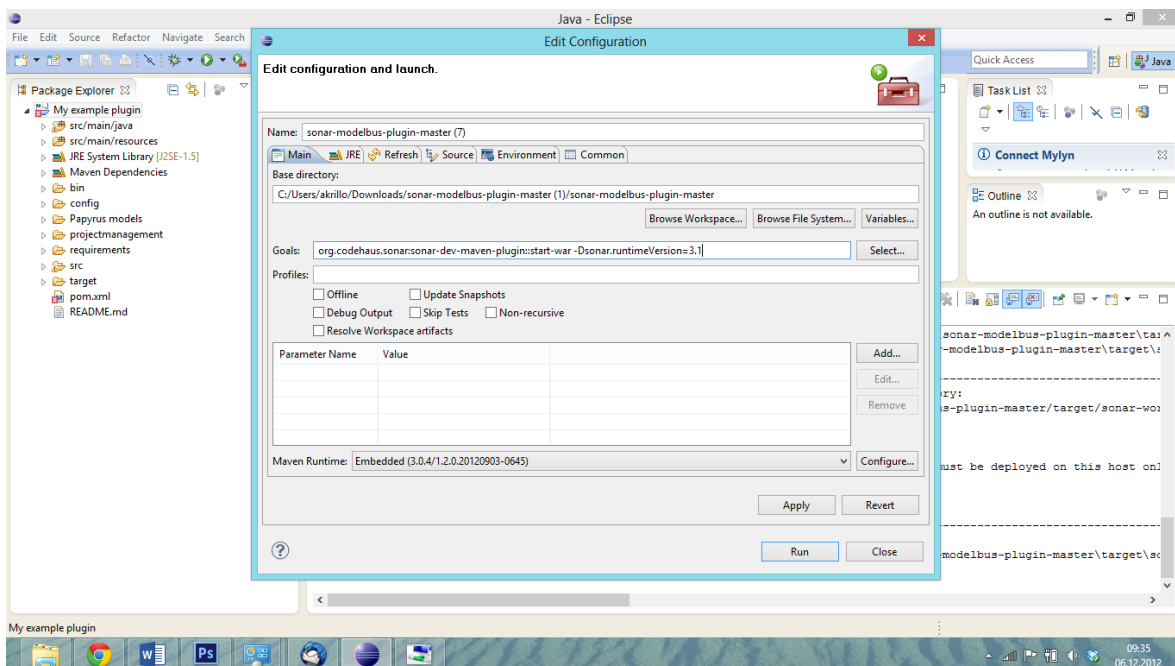 Java - Eclipse
File Edit Source Refactor Navigate Search
Edit Configuration
Quick Access
Java
Edit configuration and launch.
Package Explorer
My example plugin
src/main/java
src/main/resources
JRE System Library [J2SE-1.5]
Maven Dependencies
bin
config
Papyrus models
projectmanagement
requirements
src
target
pom.xml
README.md
Name: sonar-modelbus-plugin-master (7)
Main JRE Refresh Source Environment Common
Base directory:
C:/Users/akrillo/Downloads/sonar-modelbus-plugin-master (1)/sonar-modelbus-plugin-master
Browse Workspace... Browse File System... Variables...
Goals: org.codehaus.sonar:sonar-dev-maven-plugin::start-war -Dsonar.runtimeVersion=3.1
Select...
Profiles:
Offline Update Snapshots
Debug Output Skip Tests Non-recursive
Resolve Workspace artifacts
Parameter Name Value
Add...
Edit...
Remove
Maven Runtime: Embedded (3.0.4/1.2.0.20120903-0645)
Configure...
Apply Revert
Run Close
Task List
Connect Mylyn
Outline
An outline is not available.
sonar-modelbus-plugin-master\tar
-modelbus-plugin-master\target\s
----------------------------------
ory:
s-plugin-master/target/sonar-wor
ust be deployed on this host onl
----------------------------------
modelbus-plugin-master\target\so
My example plugin
Ps
09:35
06.12.2012